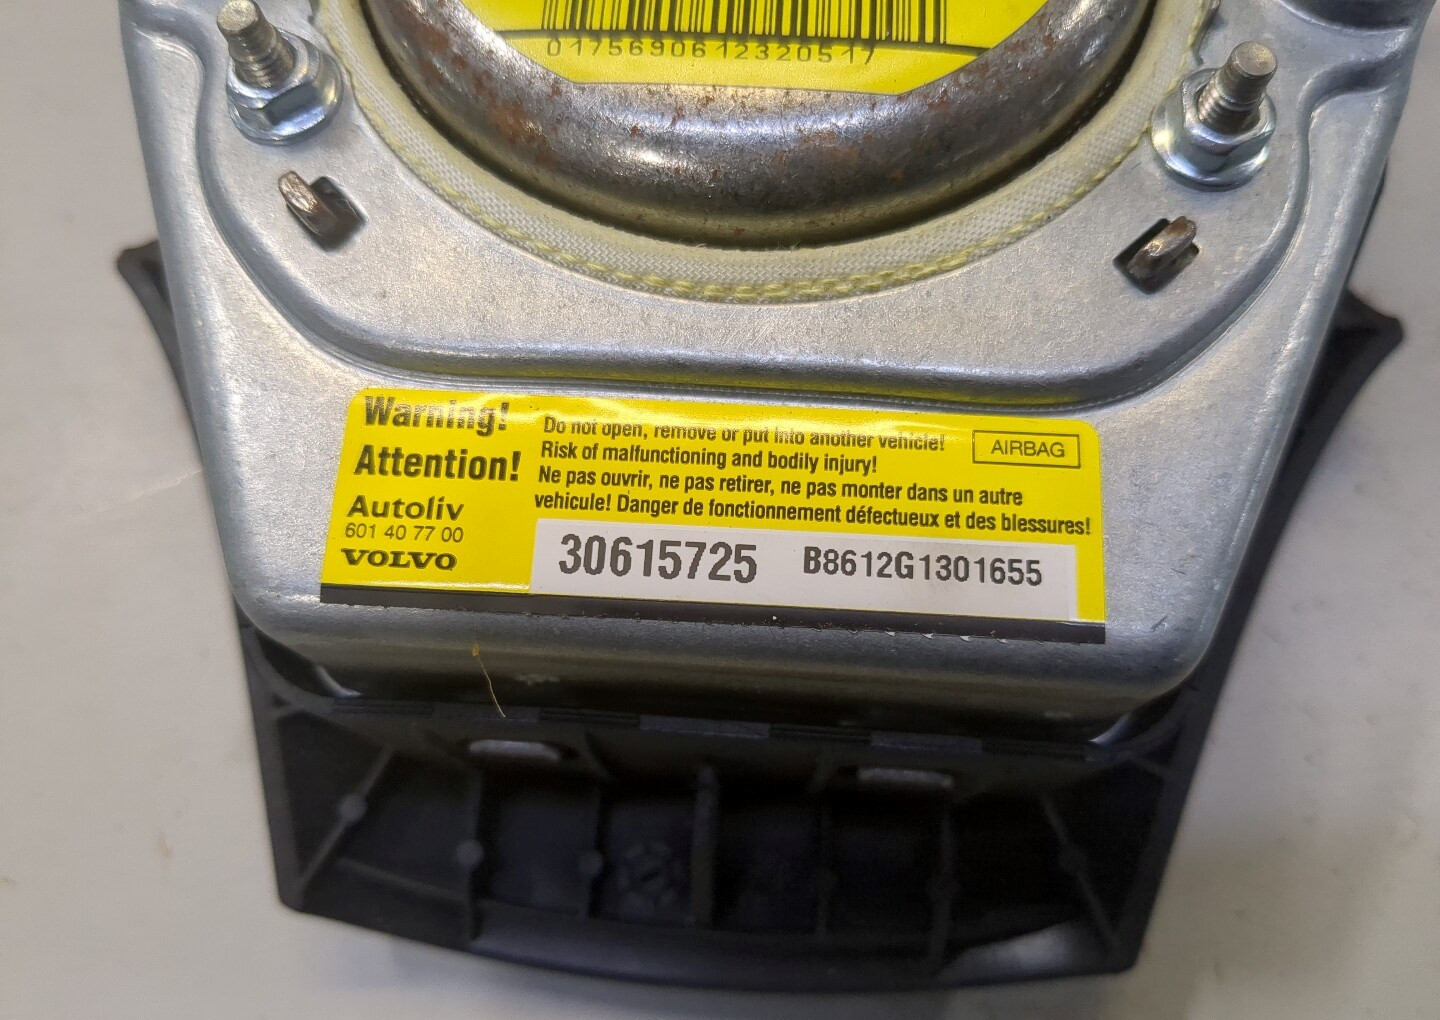 017569061232051​7
Warning!
Attention!
Autoliv
601 40 77 00
VOLVO
Do not open, remove or put into another vehicle!
Risk of malfunctioning and bodily injury!
Ne pas ouvrir, ne pas retirer, ne pas monter dans un autre
vehicule! Danger de fonctionnement défectueux et des blessures!
AIRBAG
30615725 B8612G1301655